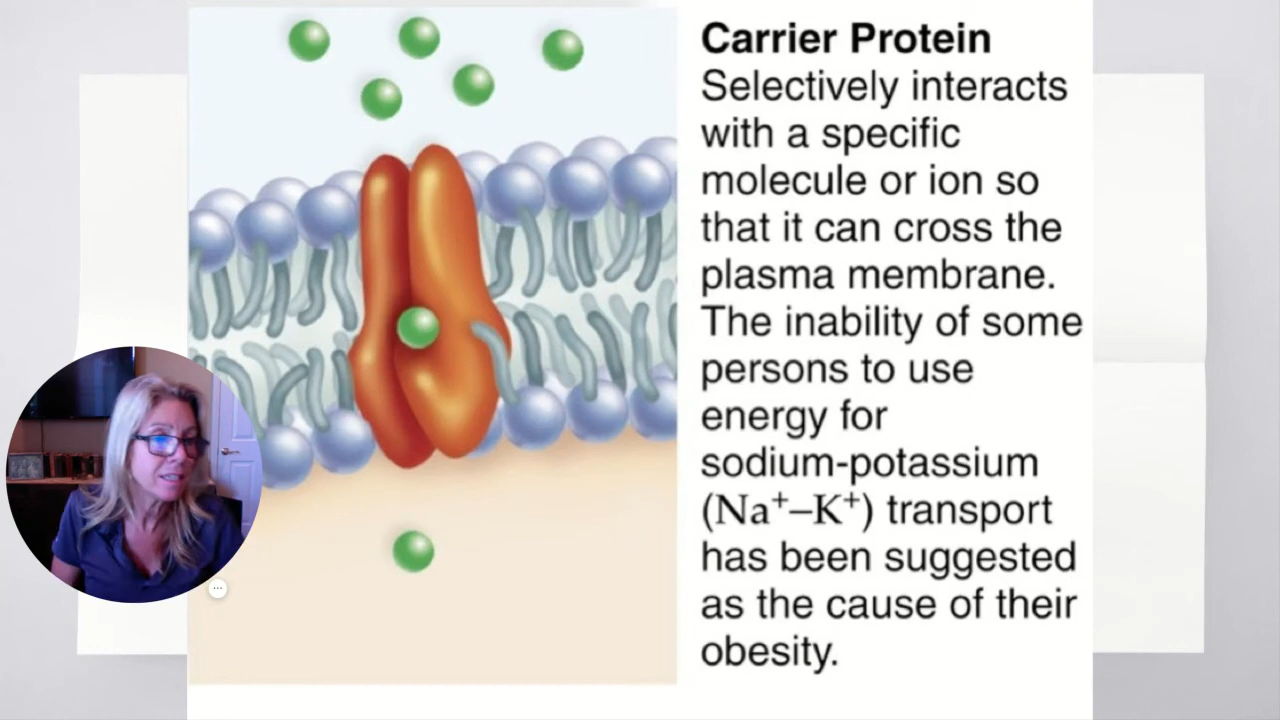 Carrier Protein
Selectively interacts
with a specific
molecule or ion so
that it can cross the
plasma membrane.
The inability of some
persons to use
energy for
sodium-potassium
(Na⁺–K⁺) transport
has been suggested
as the cause of their
obesity.